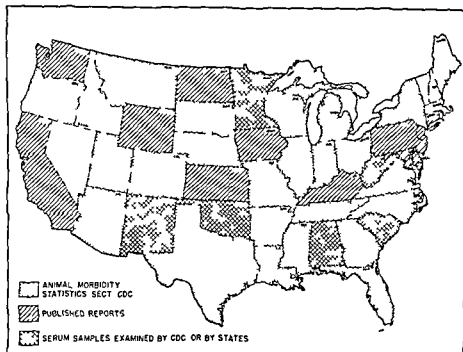 ANIMAL MORBIDITY
STATISTICS SECT CDC
PUBLISHED REPORTS
SERUM SAMPLES EXAMINED BY CDC OR BY STATES